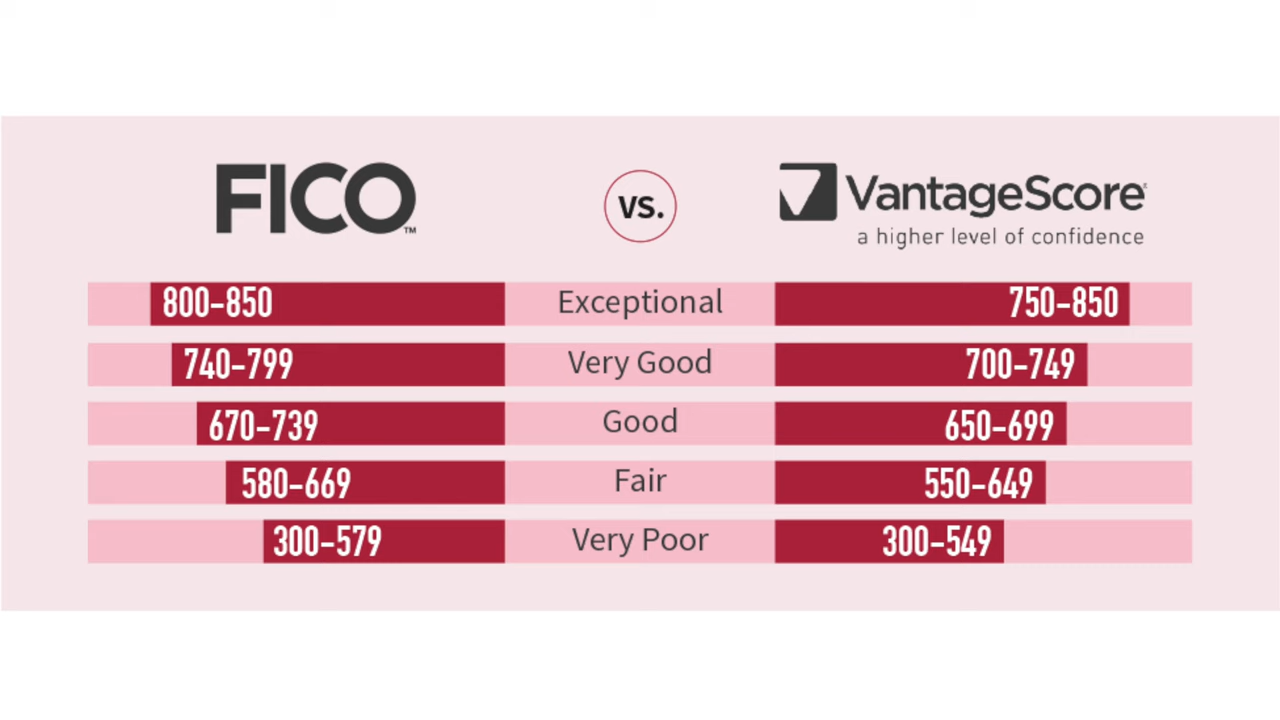 FICO™
VS.
VantageScore
a higher level of confidence
800–850 Exceptional 750–850
740–799 Very Good 700–749
670–739 Good 650–699
580–669 Fair 550–649
300–579 Very Poor 300–549